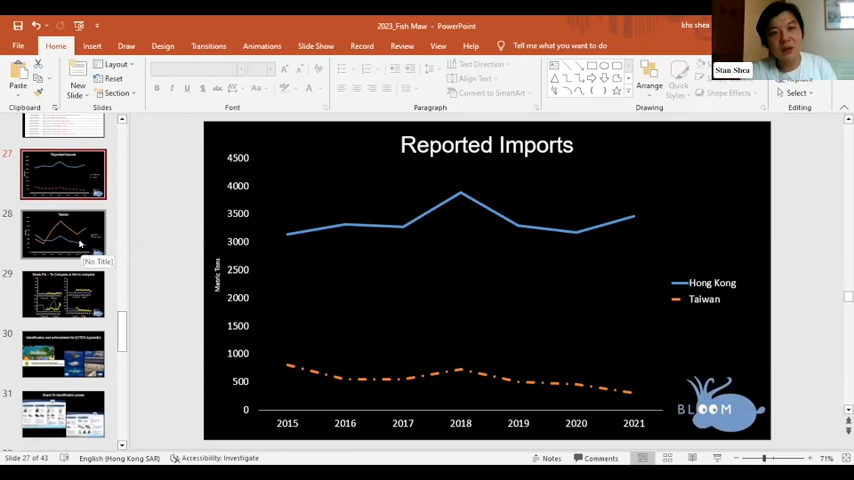 2023_Fish Maw - PowerPoint
khs shea
File Home Insert Draw Design Transitions Animations Slide Show Record Review View Help Tell me what you want to do
Stan Shea
Paste
New
Slide
Layout
Reset
Section
Text Direction
Align Text
Convert to SmartArt
Arrange
Quick
Styles
Shape Effects
Select
Clipboard
Slides
Font
Paragraph
Drawing
Editing
27
Reported Imports
28
Taiwan
[No Title]
29
30
31
Reported Imports
4500
4000
3500
3000
2500
2000
1500
1000
500
0
Metric Tons
2015 2016 2017 2018 2019 2020 2021
Hong Kong
Taiwan
BLOOM
Slide 27 of 43
English (Hong Kong SAR)
Accessibility: Investigate
Notes
Comments
71%